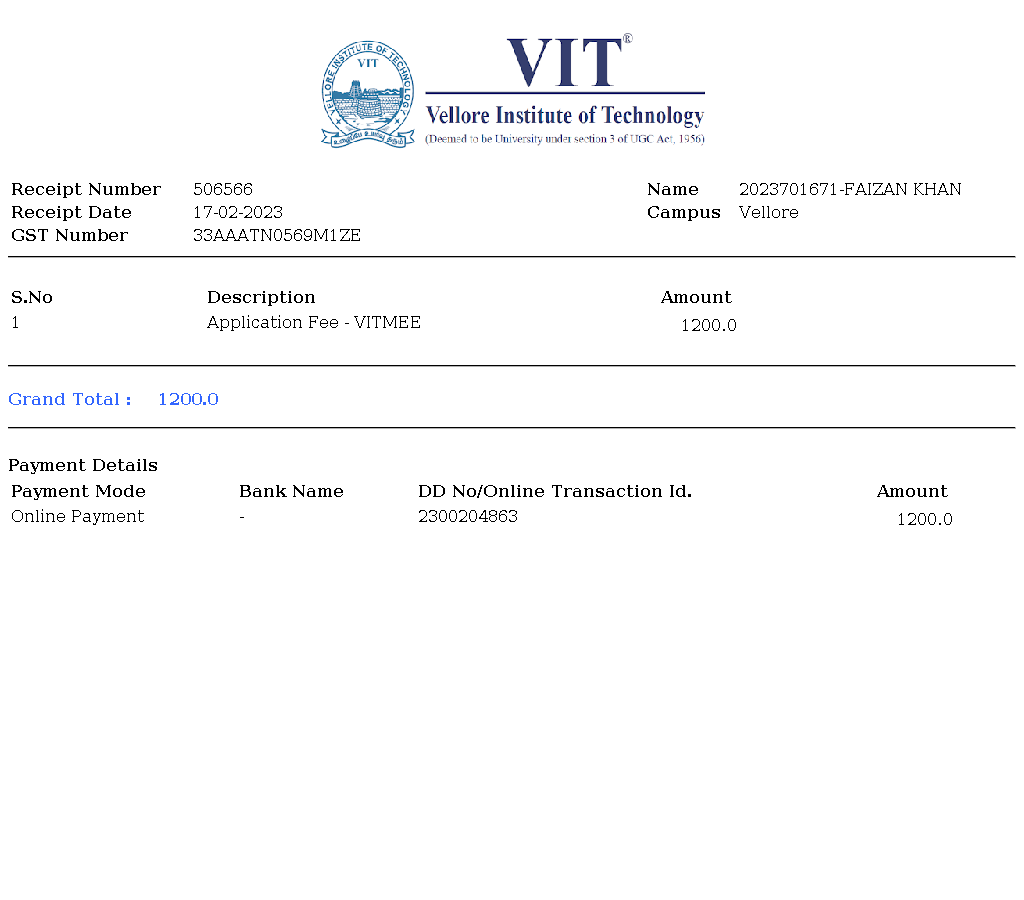 VELLORE INSTITUTE OF TECHNOLOGY
VIT
VIT®
Vellore Institute of Technology
(Deemed to be University under section 3 of UGC Act, 1956)
Receipt Number 506566 Name 2023701671-FAIZAN KHAN
Receipt Date 17-02-2023 Campus Vellore
GST Number 33AAATN0569M1ZE
S.No Description Amount
1 Application Fee - VITMEE 1200.0
Grand Total : 1200.0
Payment Details
Payment Mode Bank Name DD No/Online Transaction Id. Amount
Online Payment - 2300204863 1200.0